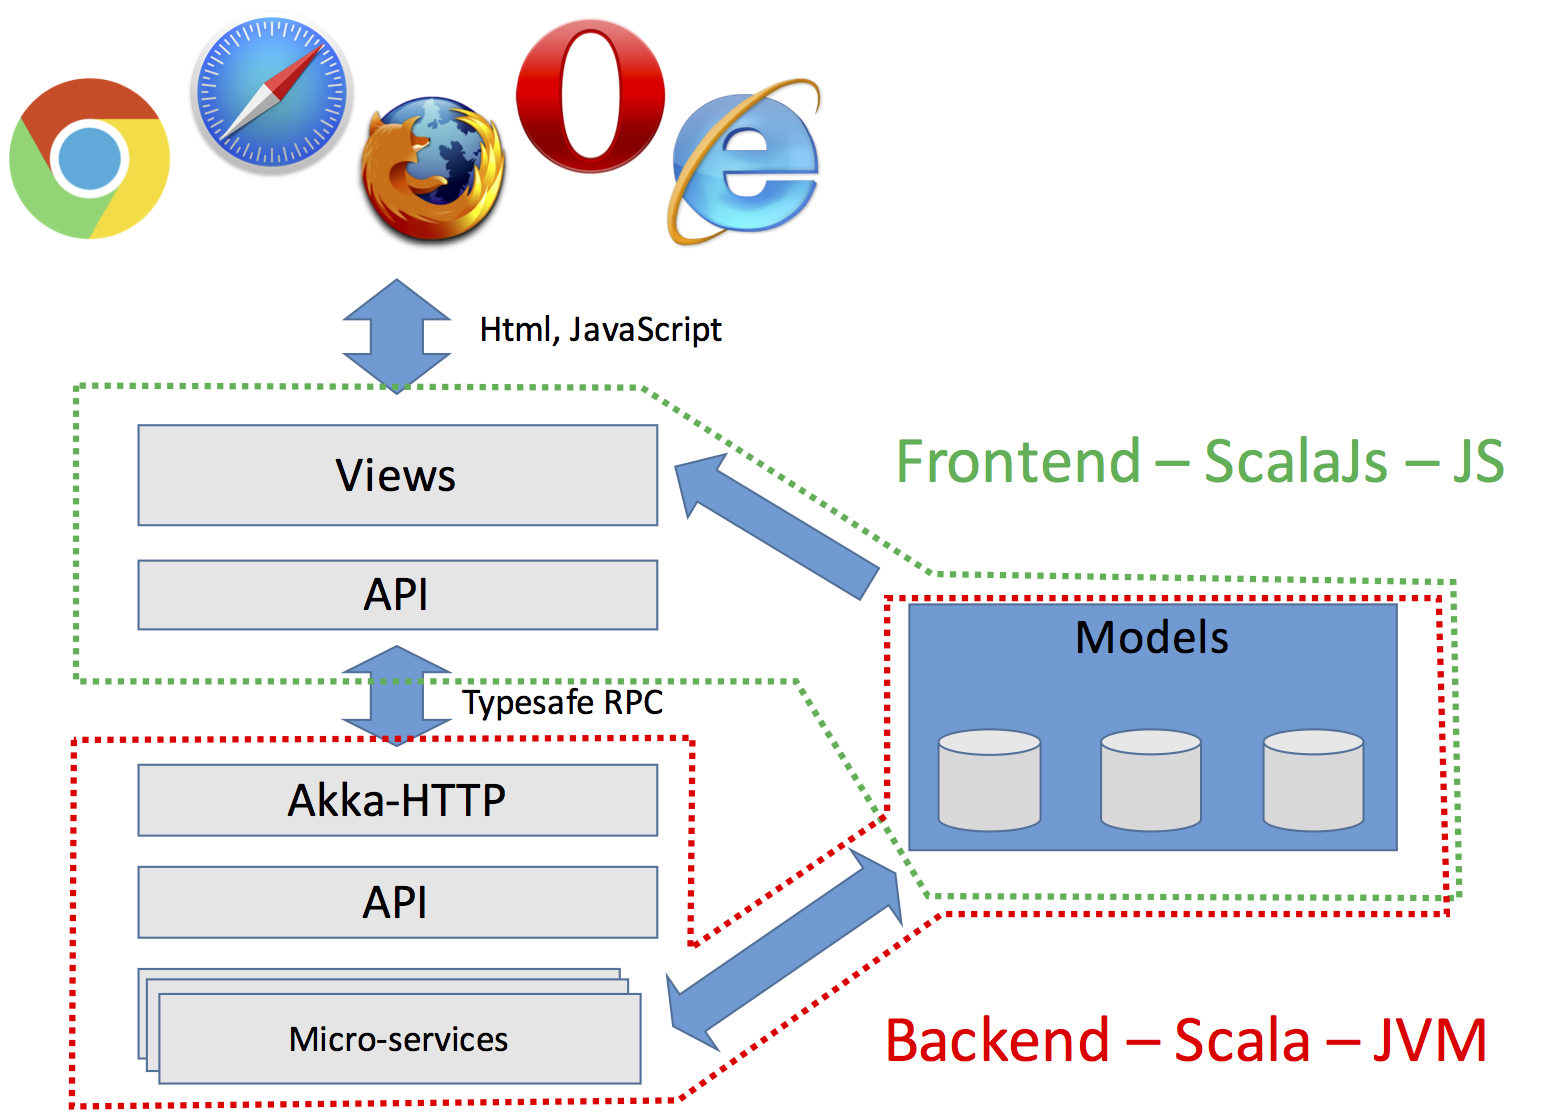 Html, JavaScript
Views
Frontend – ScalaJs – JS
API
Models
Typesafe RPC
Akka-HTTP
API
Micro-services
Backend – Scala – JVM